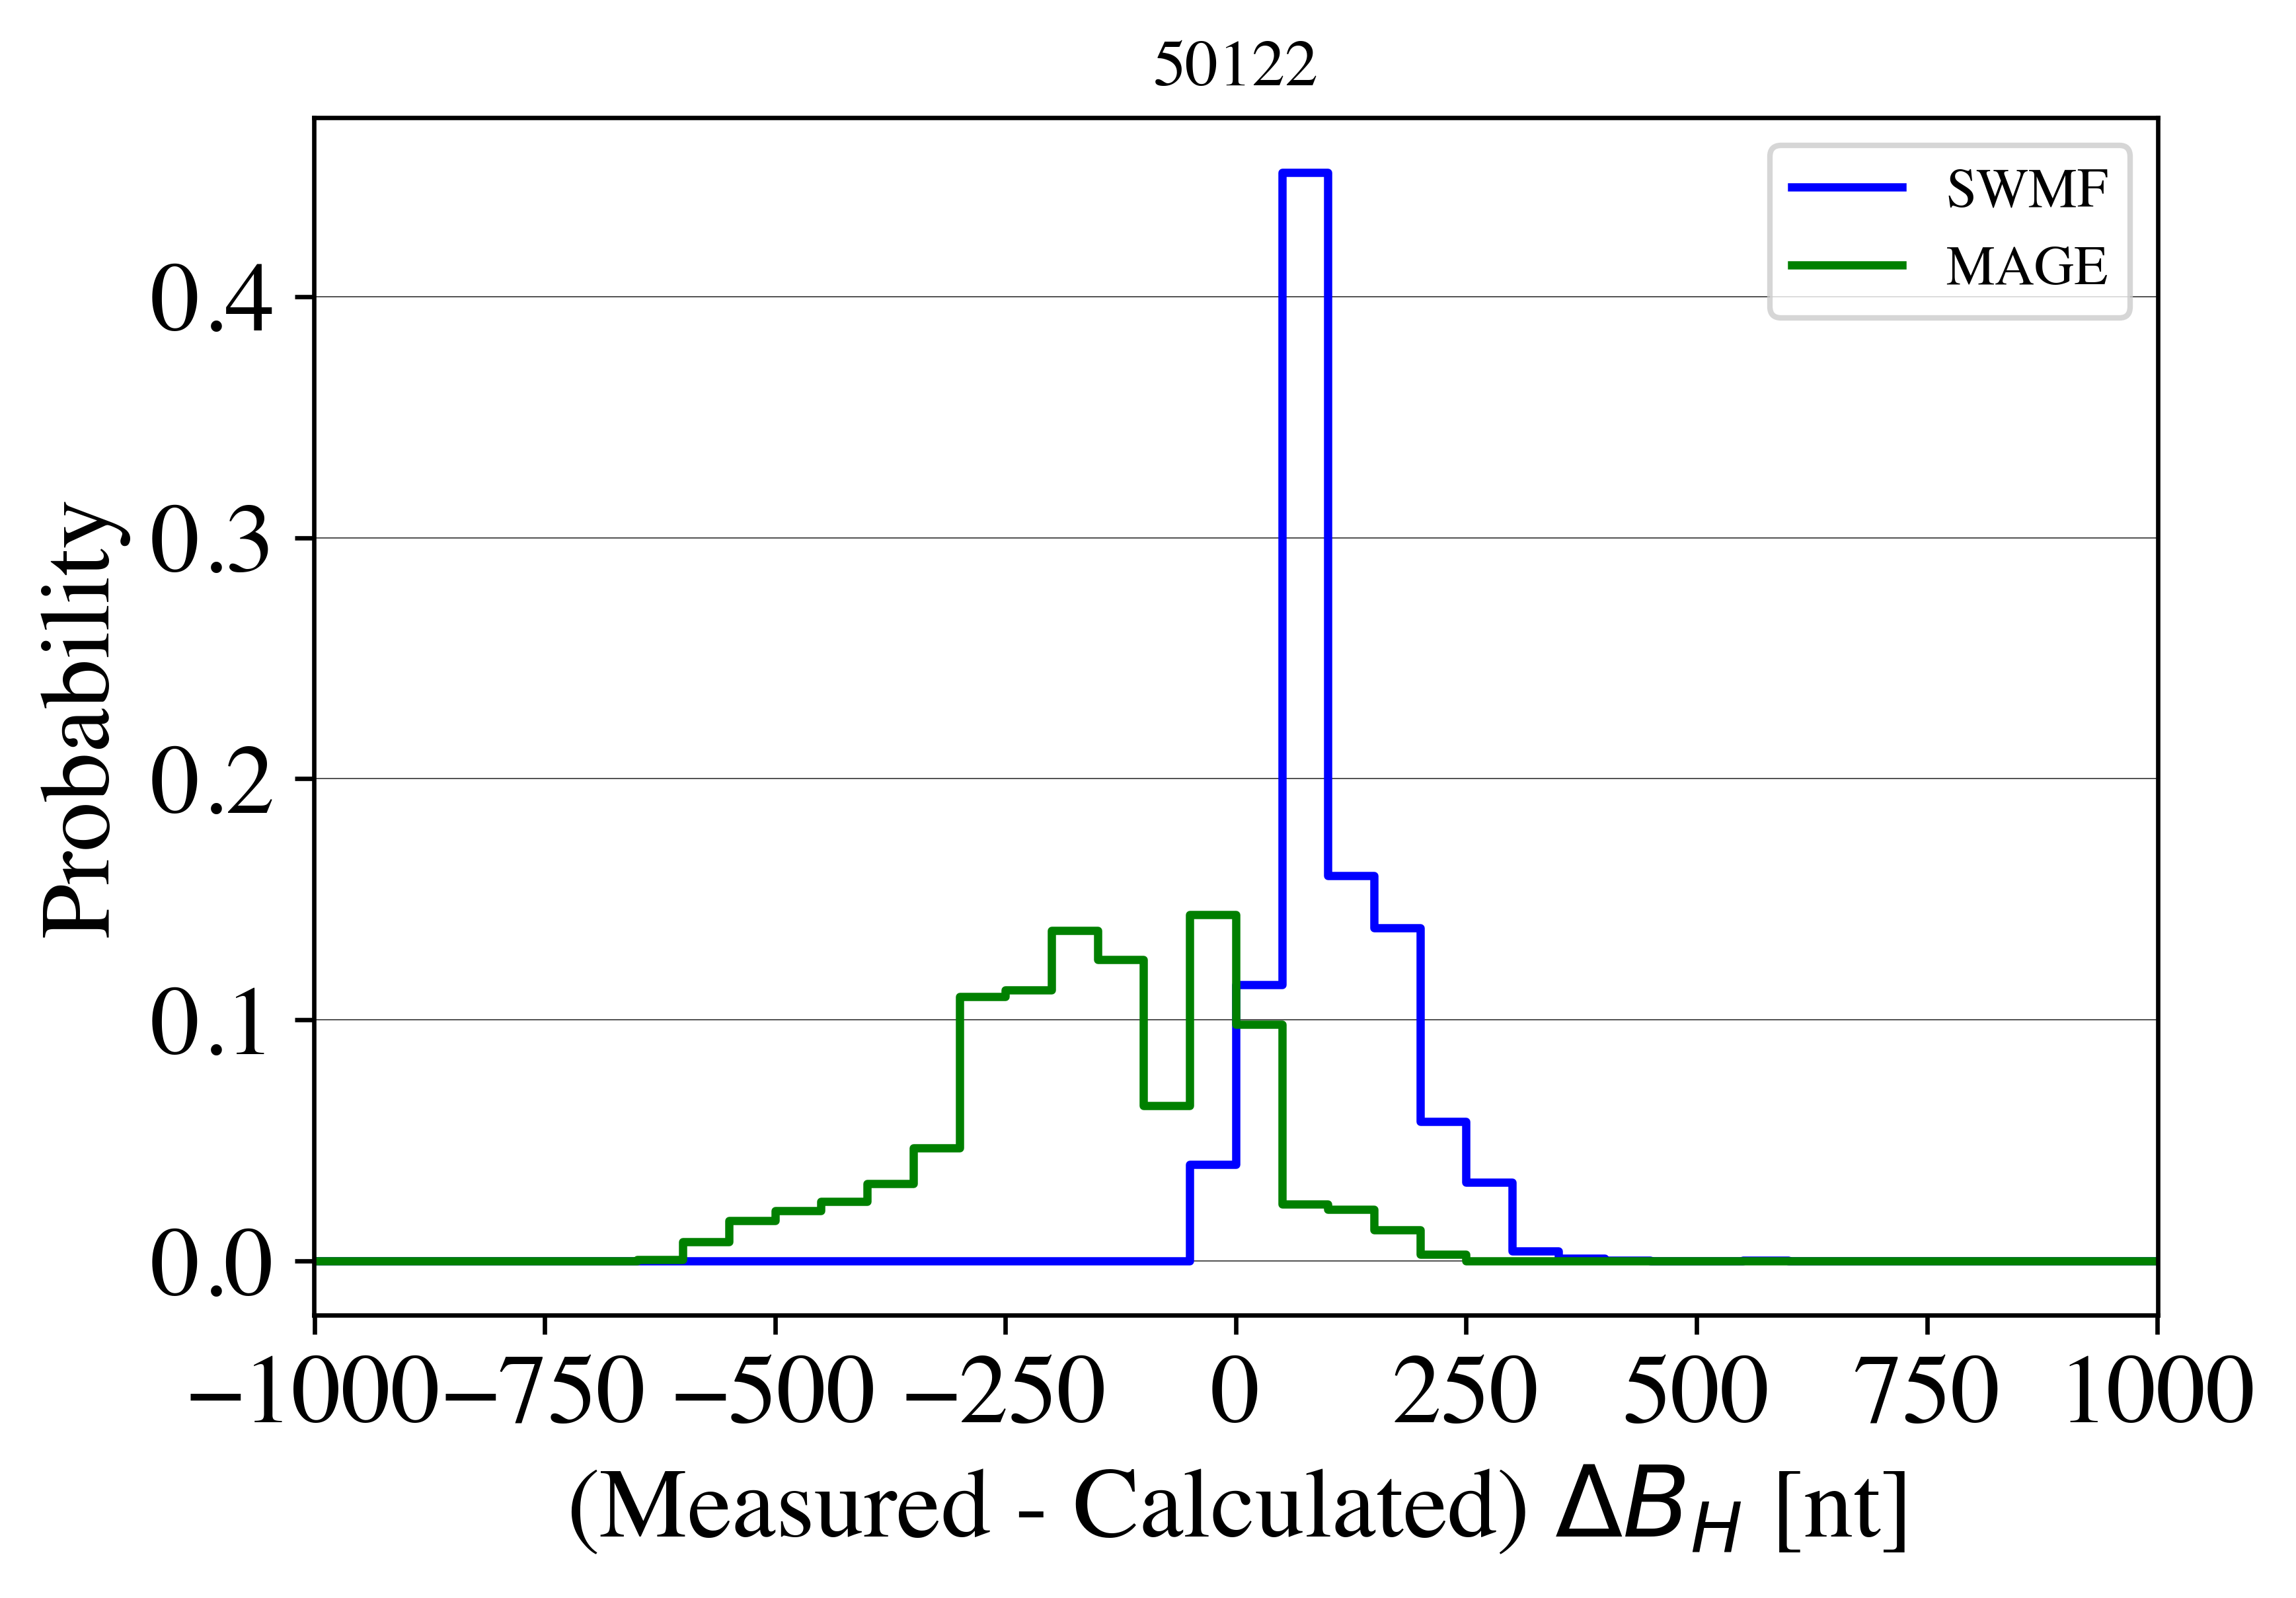 50122
SWMF
MAGE
0.4
0.3
0.2
0.1
0.0
Probability
−1000 −750 −500 −250 0 250 500 750 1000
(Measured - Calculated) ΔB_H [nt]